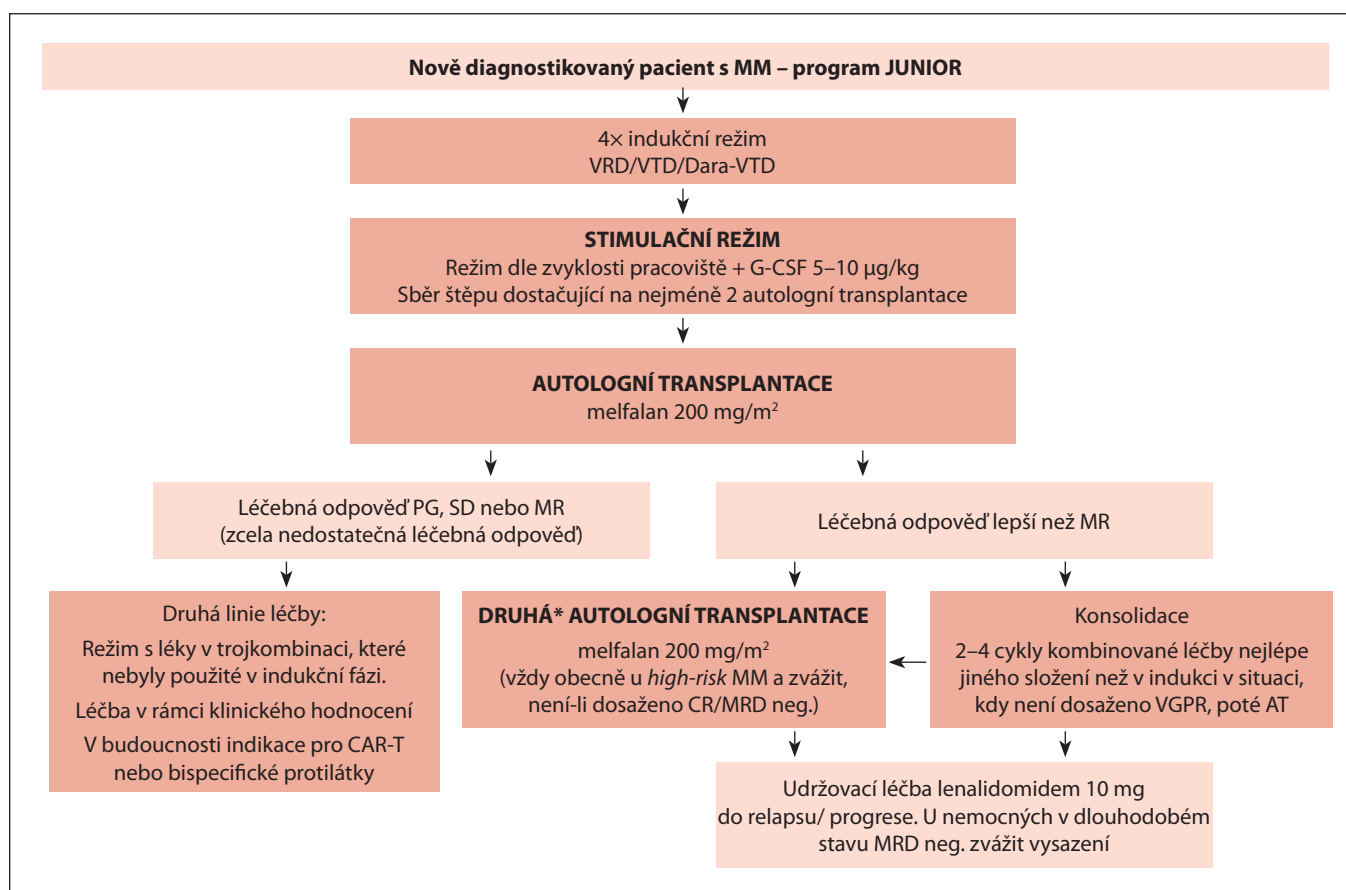 Nově diagnostikovaný pacient s MM – program JUNIOR
4× indukční režim
VRD/VTD/Dara-VTD
STIMULAČNÍ REŽIM
Režim dle zvyklosti pracoviště + G-CSF 5–10 µg/kg
Sběr štěpu dostačující na nejméně 2 autologní transplantace
AUTOLOGNÍ TRANSPLANTACE
melfalan 200 mg/m²
Léčebná odpověď PG, SD nebo MR
(zcela nedostatečná léčebná odpověď)
Léčebná odpověď lepší než MR
Druhá linie léčby:
Režim s léky v trojkombinaci, které
nebyly použité v indukční fázi.
Léčba v rámci klinického hodnocení
V budoucnosti indikace pro CAR-T
nebo bispecifické protilátky
DRUHÁ* AUTOLOGNÍ TRANSPLANTACE
melfalan 200 mg/m²
(vždy obecně u high-risk MM a zvážit,
není-li dosaženo CR/MRD neg.)
Konsolidace
2–4 cykly kombinované léčby nejlépe
jiného složení než v indukci v situaci,
kdy není dosaženo VGPR, poté AT
Udržovací léčba lenalidomidem 10 mg
do relapsu/ progrese. U nemocných v dlouhodobém
stavu MRD neg. zvážit vysazení